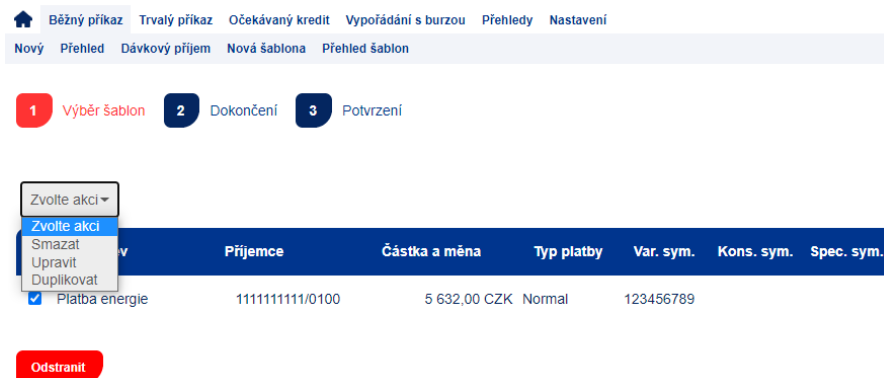 Běžný příkaz Trvalý příkaz Očekávaný kredit Vypořádání s burzou Přehledy Nastavení
Nový Přehled Dávkový příjem Nová šablona Přehled šablon
1 Výběr šablon 2 Dokončení 3 Potvrzení
Zvolte akci
Zvolte akci
Smazat
Upravit
Duplikovat
Příjemce Částka a měna Typ platby Var. sym. Kons. sym. Spec. sym.
Platba energie 1111111111/0100 5 632,00 CZK Normal 123456789
Odstranit